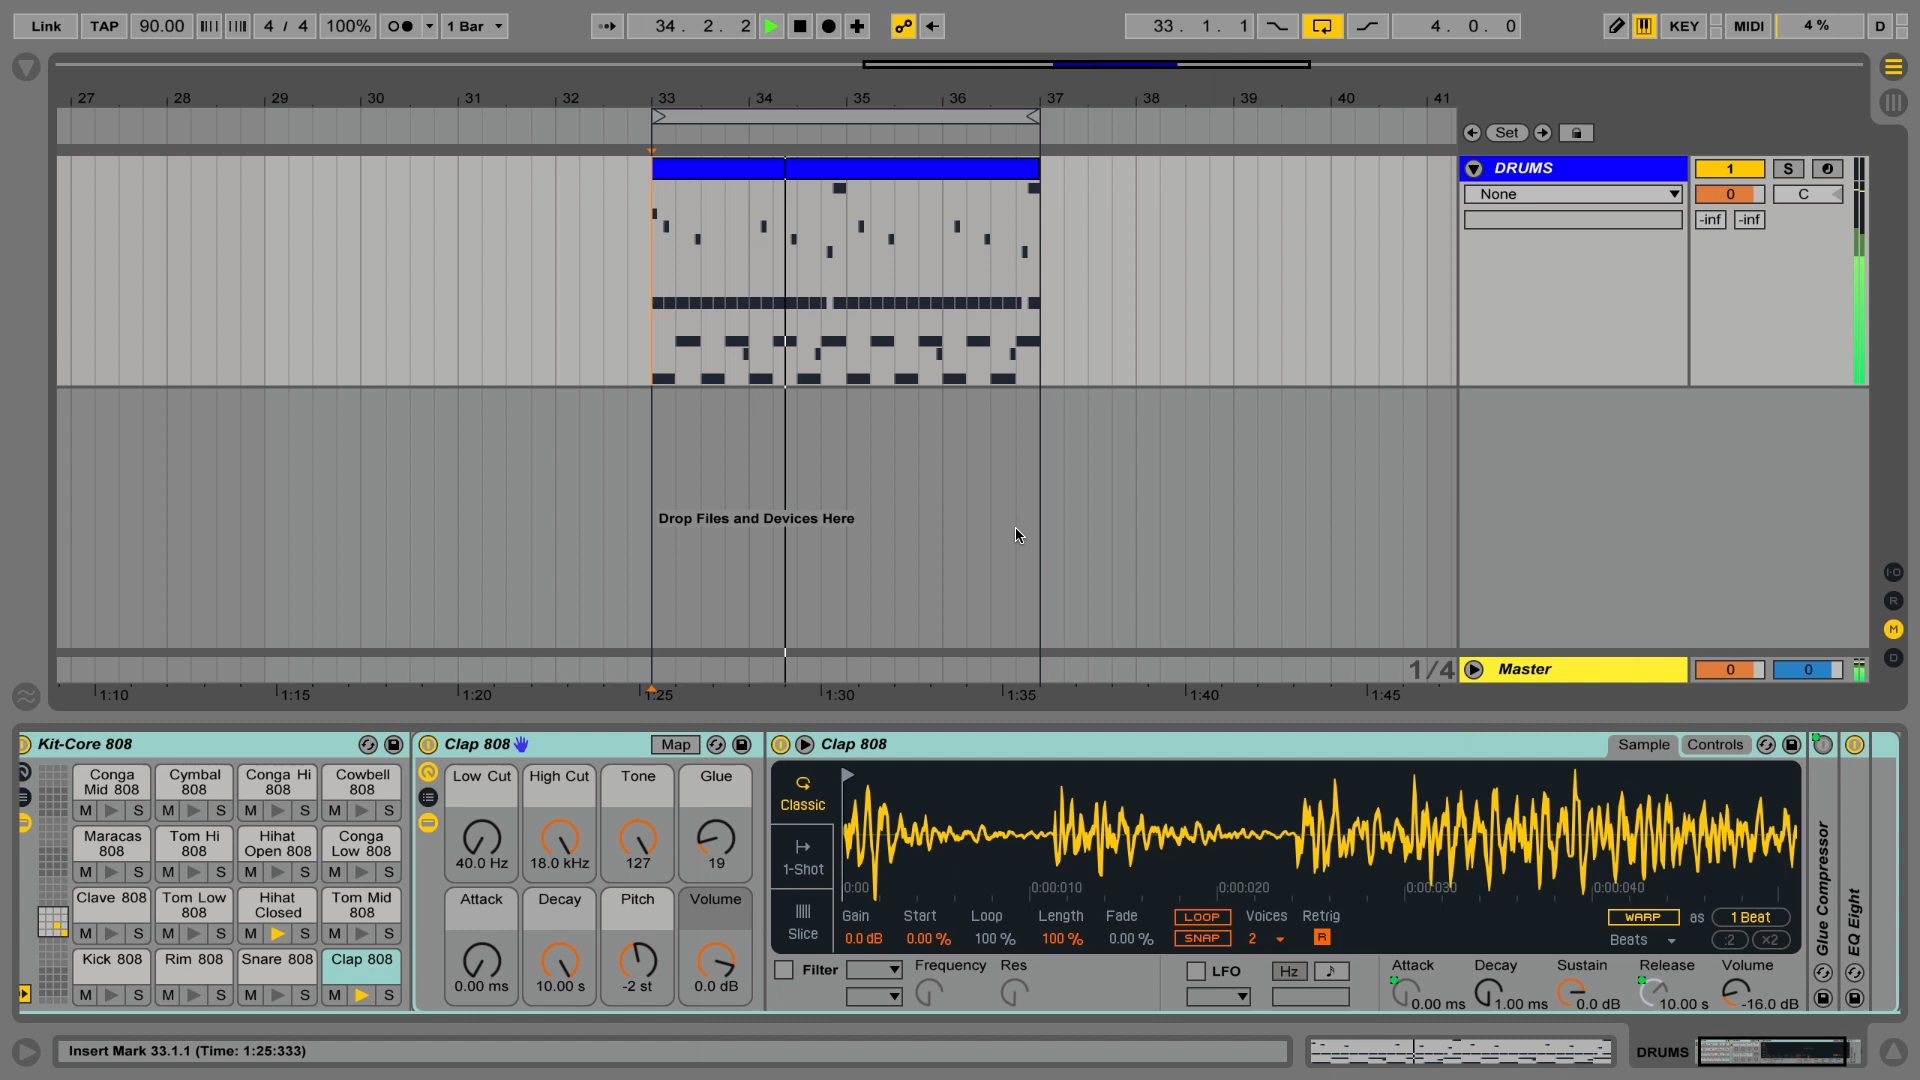 Link TAP 90.00 4 / 4 100% 1 Bar 34. 2. 2 33. 1. 1 4. 0. 0 KEY MIDI 4 % D
27 28 29 30 31 32 33 34 35 36 37 38 39 40 41
Set
DRUMS 1 S
None 0 C
-inf -inf
Drop Files and Devices Here
1/4 Master 0 0
1:10 1:15 1:20 1:25 1:30 1:35 1:40 1:45
I-O
R
M
D
Kit-Core 808
Conga Mid 808 Cymbal 808 Conga Hi 808 Cowbell 808
M S M S M S M S
Maracas 808 Tom Hi 808 Hihat Open 808 Conga Low 808
M S M S M S M S
Clave 808 Tom Low 808 Hihat Closed Tom Mid 808
M S M S M S M S
Kick 808 Rim 808 Snare 808 Clap 808
M S M S M S M S
Clap 808 Map
Low Cut High Cut Tone Glue
40.0 Hz 18.0 kHz 127 19
Attack Decay Pitch Volume
0.00 ms 10.00 s -2 st 0.0 dB
Clap 808 Sample Controls
Classic
1-Shot
Slice
0:00 0:00:010 0:00:020 0:00:030 0:00:040
Gain Start Loop Length Fade LOOP Voices Retrig WARP as 1 Beat
0.0 dB 0.00 % 100 % 100 % 0.00 % SNAP 2 R Beats :2 ×2
Filter Frequency Res LFO Hz Attack Decay Sustain Release Volume
0.00 ms 1.00 ms 0.0 dB 10.00 s -16.0 dB
Glue Compressor
EQ Eight
Insert Mark 33.1.1 (Time: 1:25:333)
DRUMS